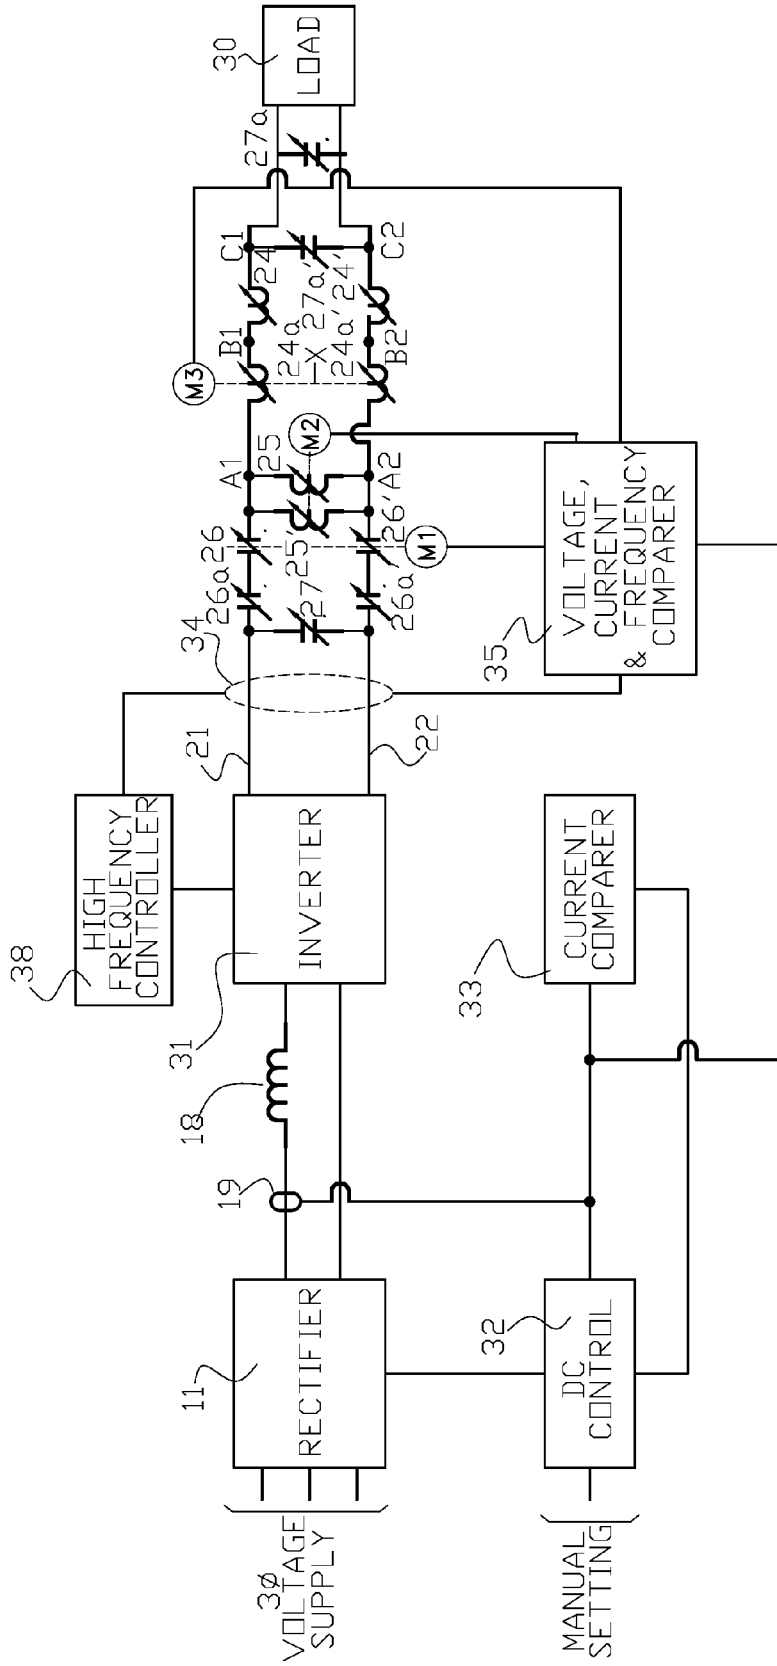 3Ø
VOLTAGE
SUPPLY
11
RECTIFIER
19
18
31
INVERTER
38
HIGH
FREQUENCY
CONTROLLER
21
22
34
26a
27
26a
26
25'
26'
M1
A1
25
M2
A2
M3
B1
24a
X
24a'
B2
24
27a'
24'
C1
C2
27a
30
LOAD
MANUAL
SETTING
32
DC
CONTROL
33
CURRENT
COMPARER
35
VOLTAGE,
CURRENT
& FREQUENCY
COMPARER